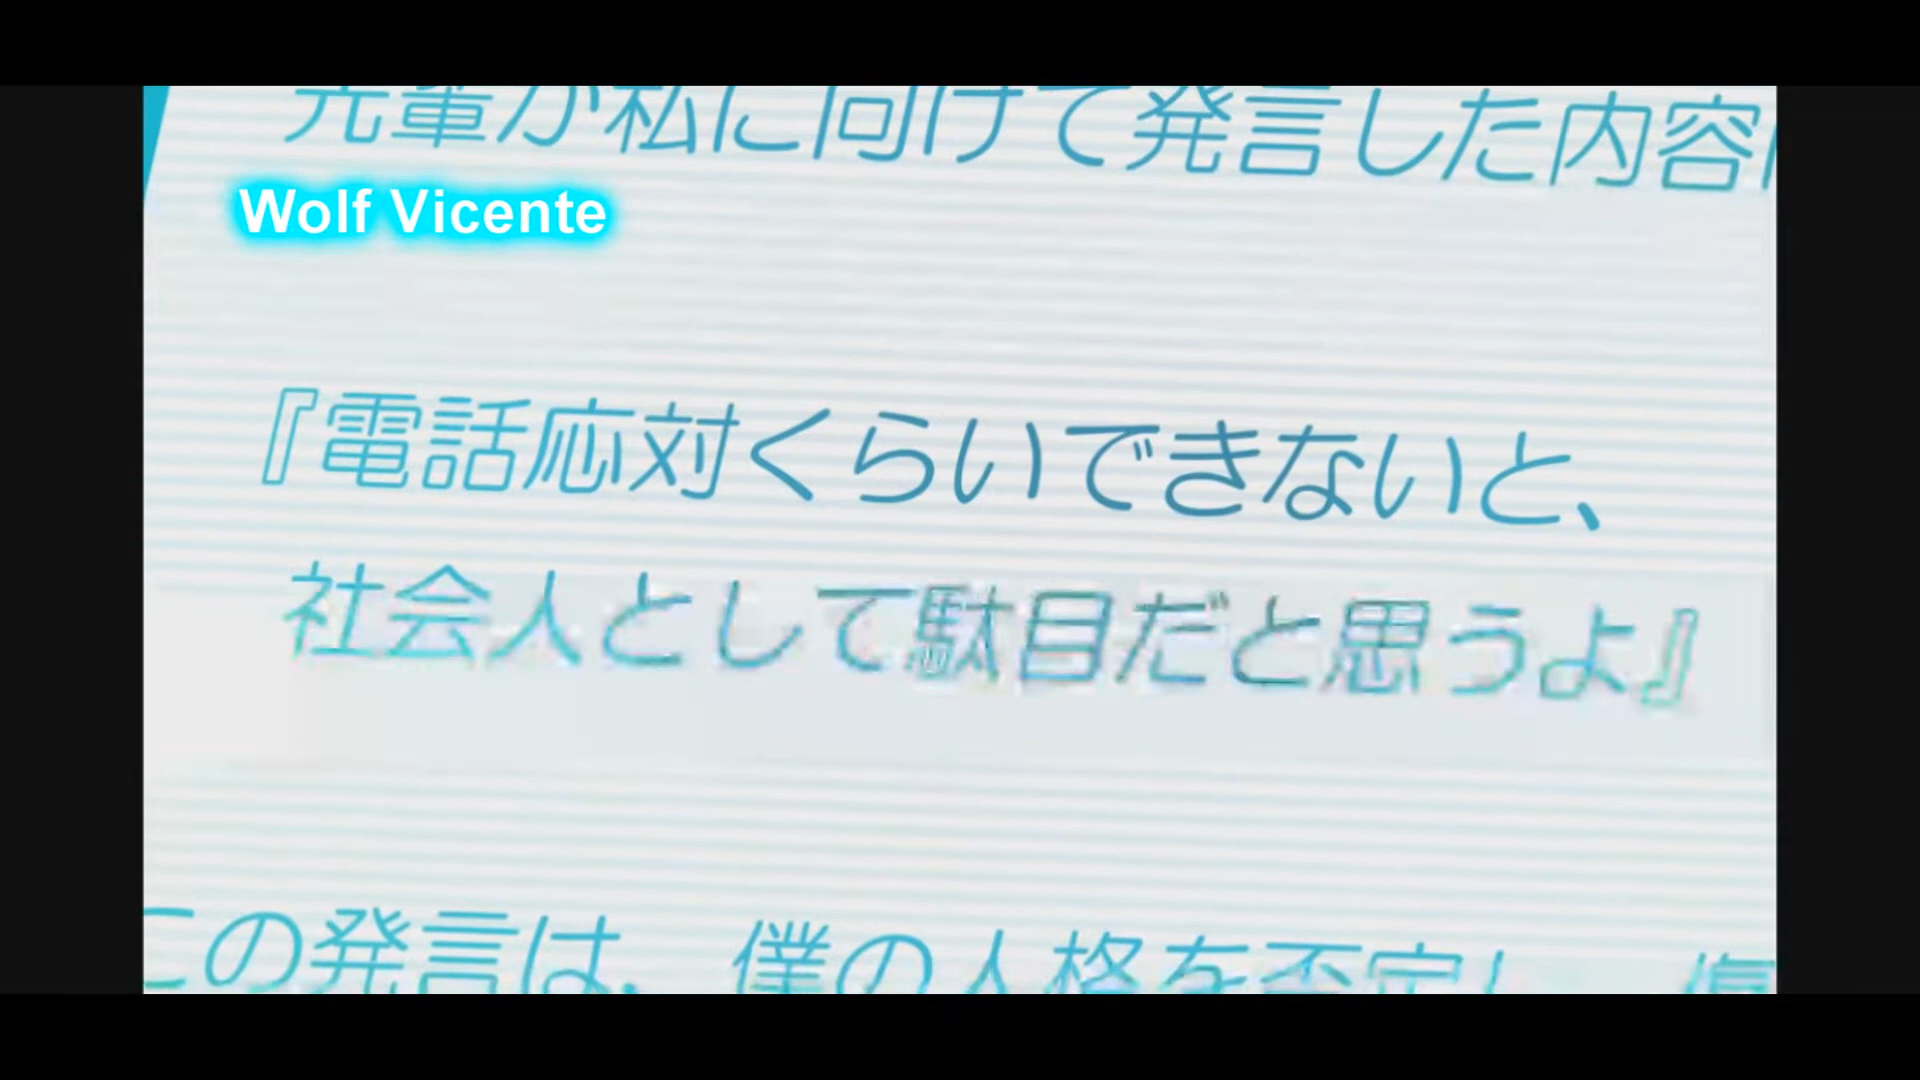 先輩が私に向けて発言した内容
Wolf Vicente
『電話応対くらいできないと、
社会人として駄目だと思うよ』
この発言は、僕の人格を否定し